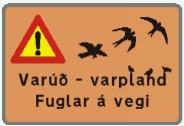 Varúð - varpland
Fuglar á vegi